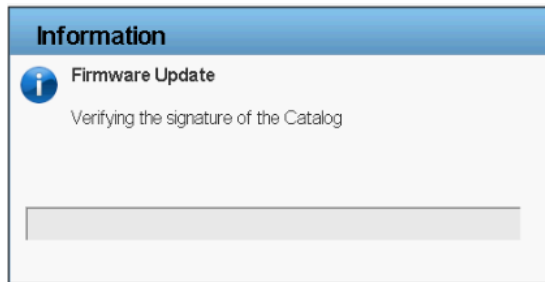 Information
Firmware Update
Verifying the signature of the Catalog